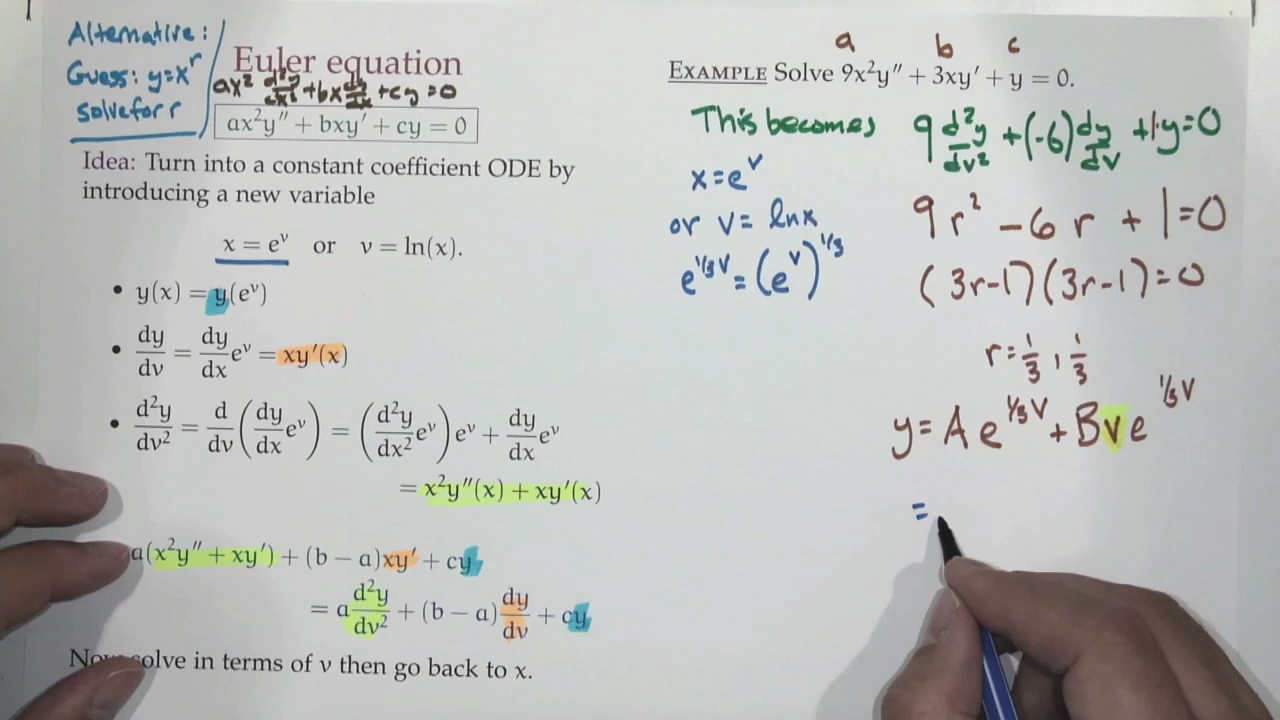 Alternative:
Guess: y=x^r
solve for r
Euler equation
ax² d²y/dx² + bx dy/dx + cy = 0
ax²y″ + bxy′ + cy = 0
Idea: Turn into a constant coefficient ODE by
introducing a new variable
x = e^v or v = ln(x).
• y(x) = y(e^v)
• dy/dv = dy/dx e^v = xy′(x)
• d²y/dv² = d/dv (dy/dx e^v) = (d²y/dx² e^v) e^v + dy/dx e^v
= x²y″(x) + xy′(x)
a(x²y″ + xy′) + (b − a)xy′ + cy
= a d²y/dv² + (b − a) dy/dv + cy
solve in terms of v then go back to x.
a b c
EXAMPLE Solve 9x²y″ + 3xy′ + y = 0.
This becomes 9 d²y/dv² + (-6) dy/dv + 1·y = 0
x = e^v
or v = lnx
e^(1/3 v) = (e^v)^(1/3)
9r² − 6r + 1 = 0
(3r−1)(3r−1) = 0
r = 1/3, 1/3
y = Ae^(1/3 v) + Bve^(1/3 v)
=